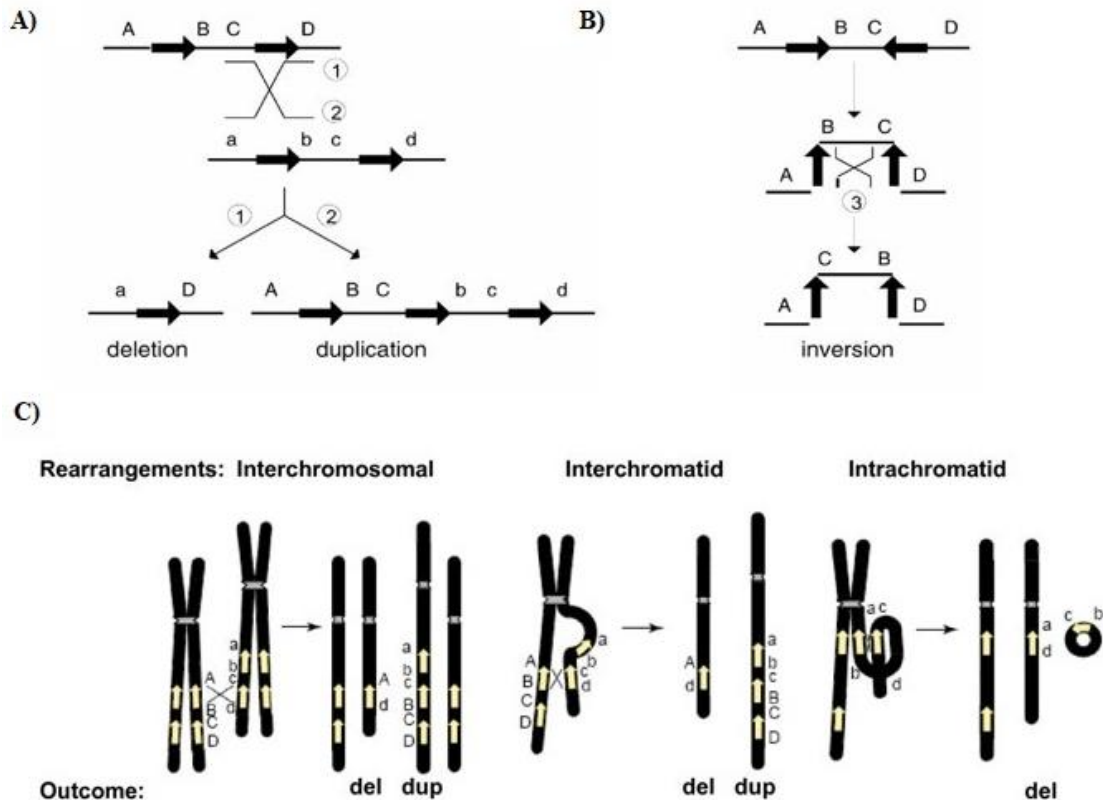 A)
A B C D
1
2
a b c d
1 2
a D
A B C b c d
deletion
duplication
B)
A B C D
B C
A D
3
C B
A D
inversion
C)
Rearrangements: Interchromosomal Interchromatid Intrachromatid
a
b
A c
B d
C
D
A
d
a
b
c
B
C
D
A a
B b
C c
D d
A
d
a
b
c
B
C
D
a c
b d
a
d
c b
Outcome: del dup del dup del